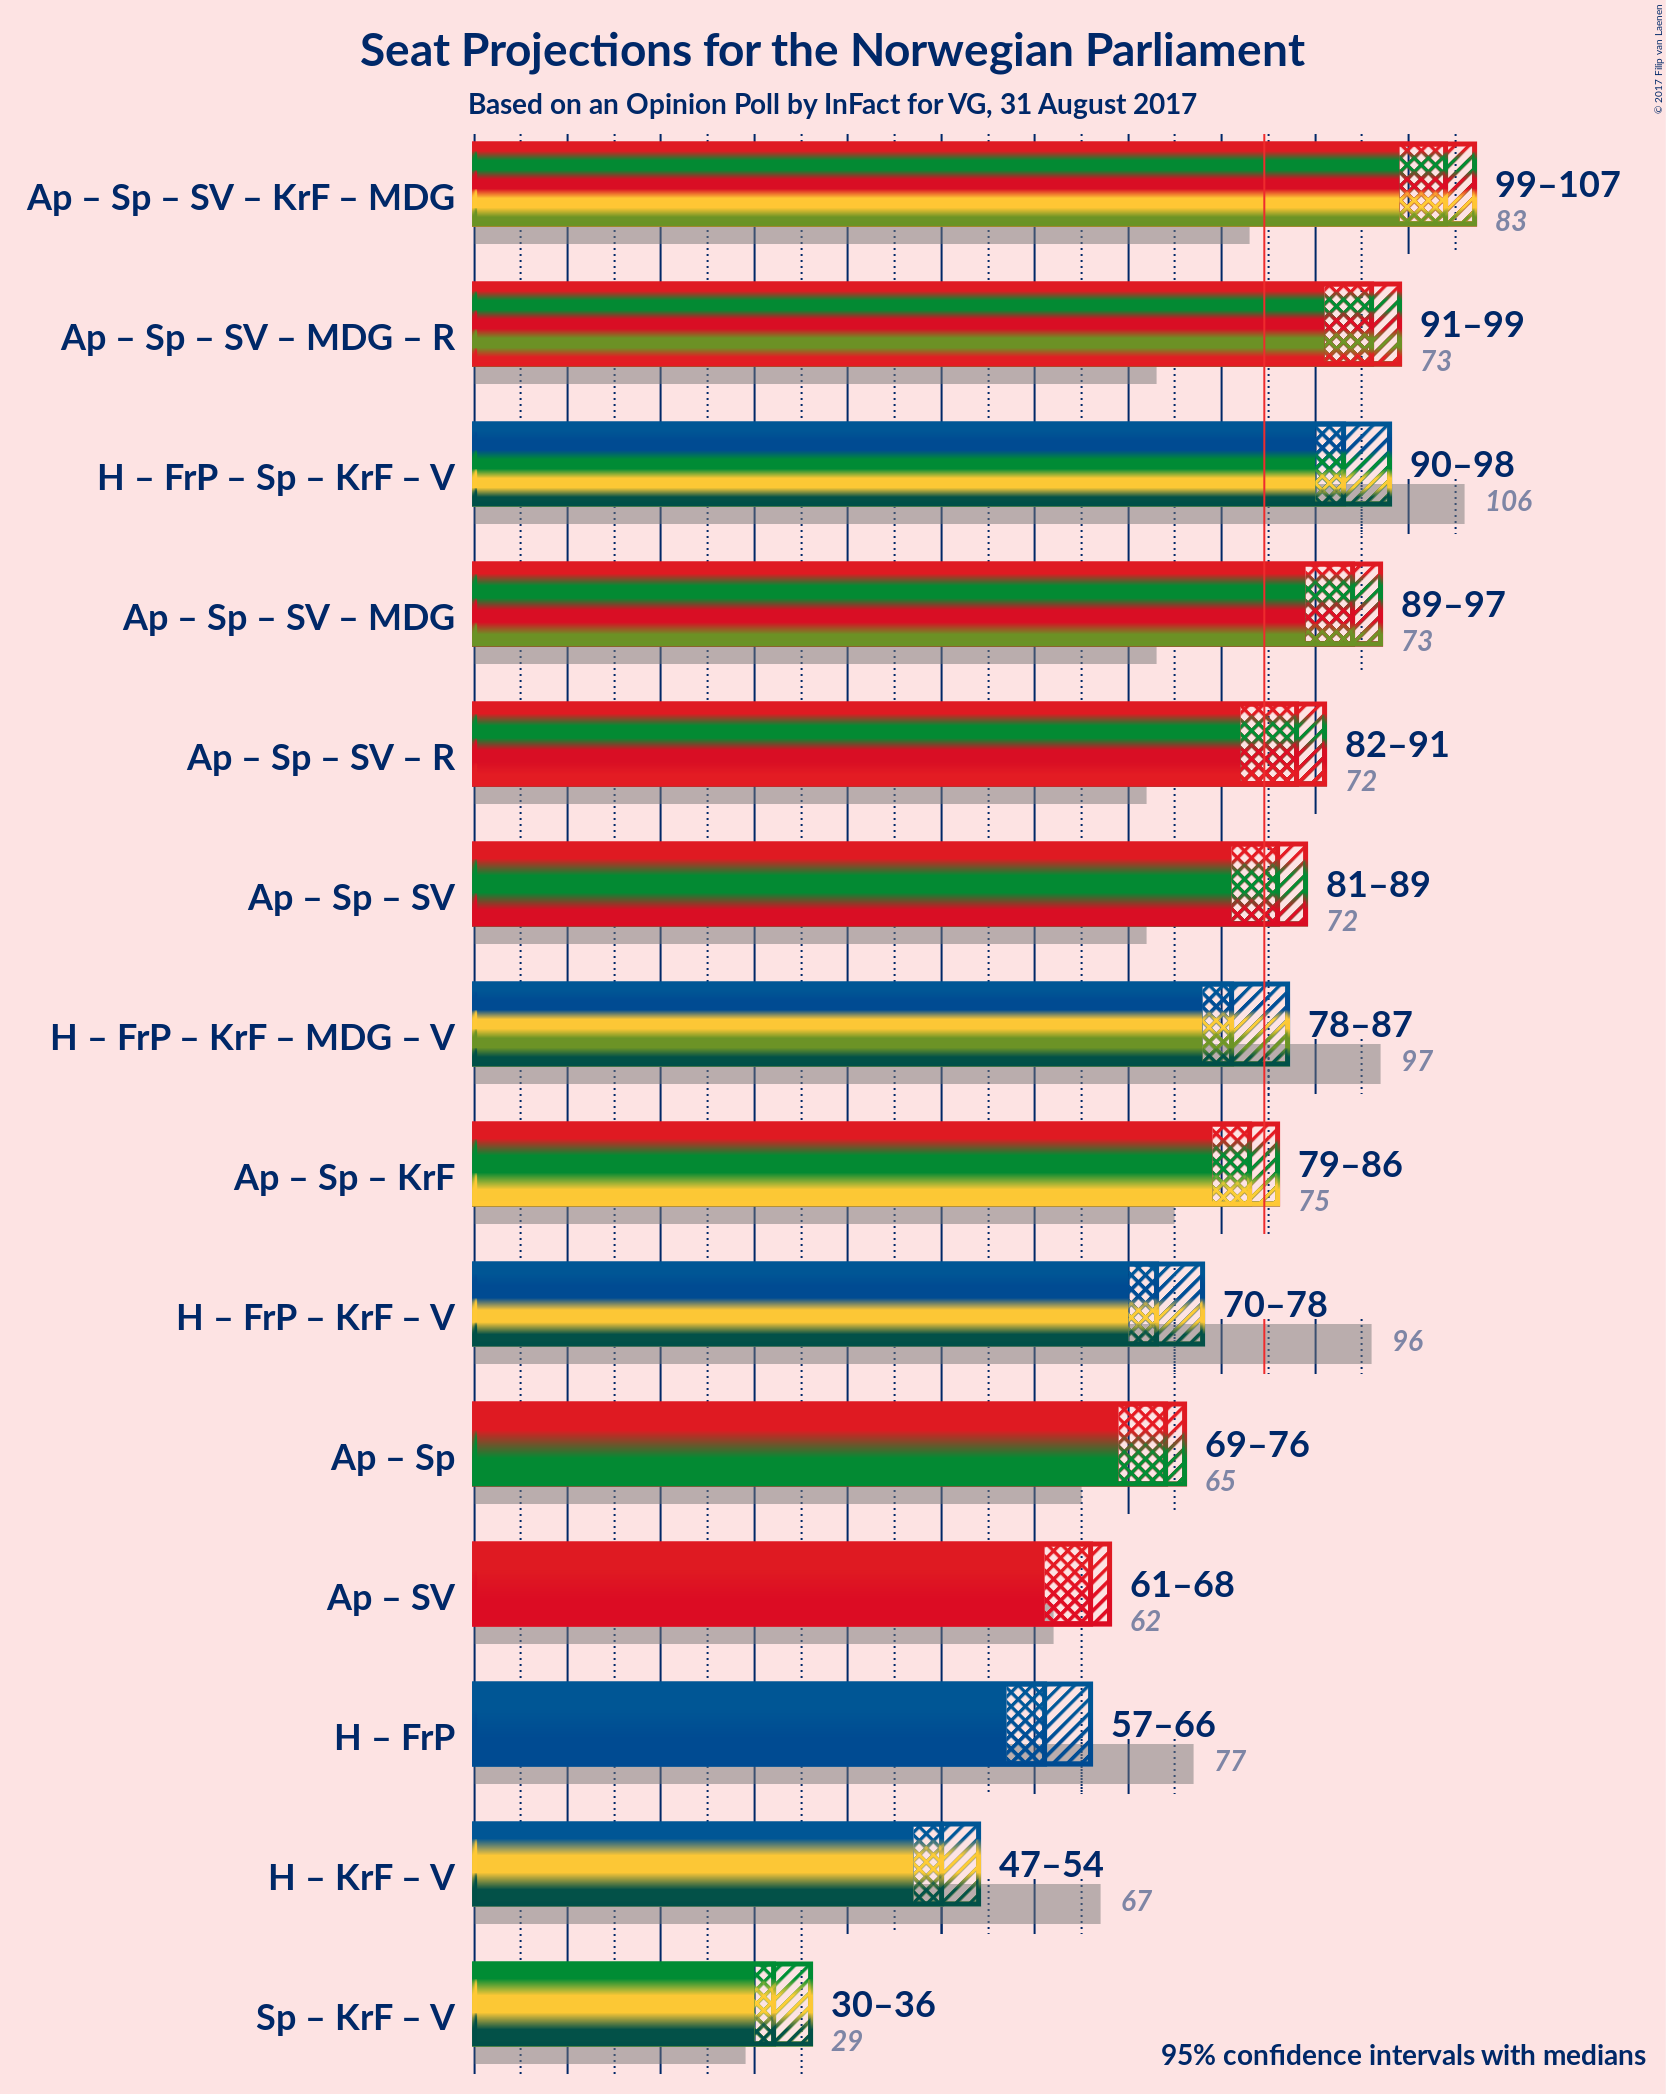 Seat Projections for the Norwegian Parliament
Based on an Opinion Poll by InFact for VG, 31 August 2017
© 2017 Filip van Laenen
Ap – Sp – SV – KrF – MDG
99–107
83
Ap – Sp – SV – MDG – R
91–99
73
H – FrP – Sp – KrF – V
90–98
106
Ap – Sp – SV – MDG
89–97
73
Ap – Sp – SV – R
82–91
72
Ap – Sp – SV
81–89
72
H – FrP – KrF – MDG – V
78–87
97
Ap – Sp – KrF
79–86
75
H – FrP – KrF – V
70–78
96
Ap – Sp
69–76
65
Ap – SV
61–68
62
H – FrP
57–66
77
H – KrF – V
47–54
67
Sp – KrF – V
30–36
29
95% confidence intervals with medians